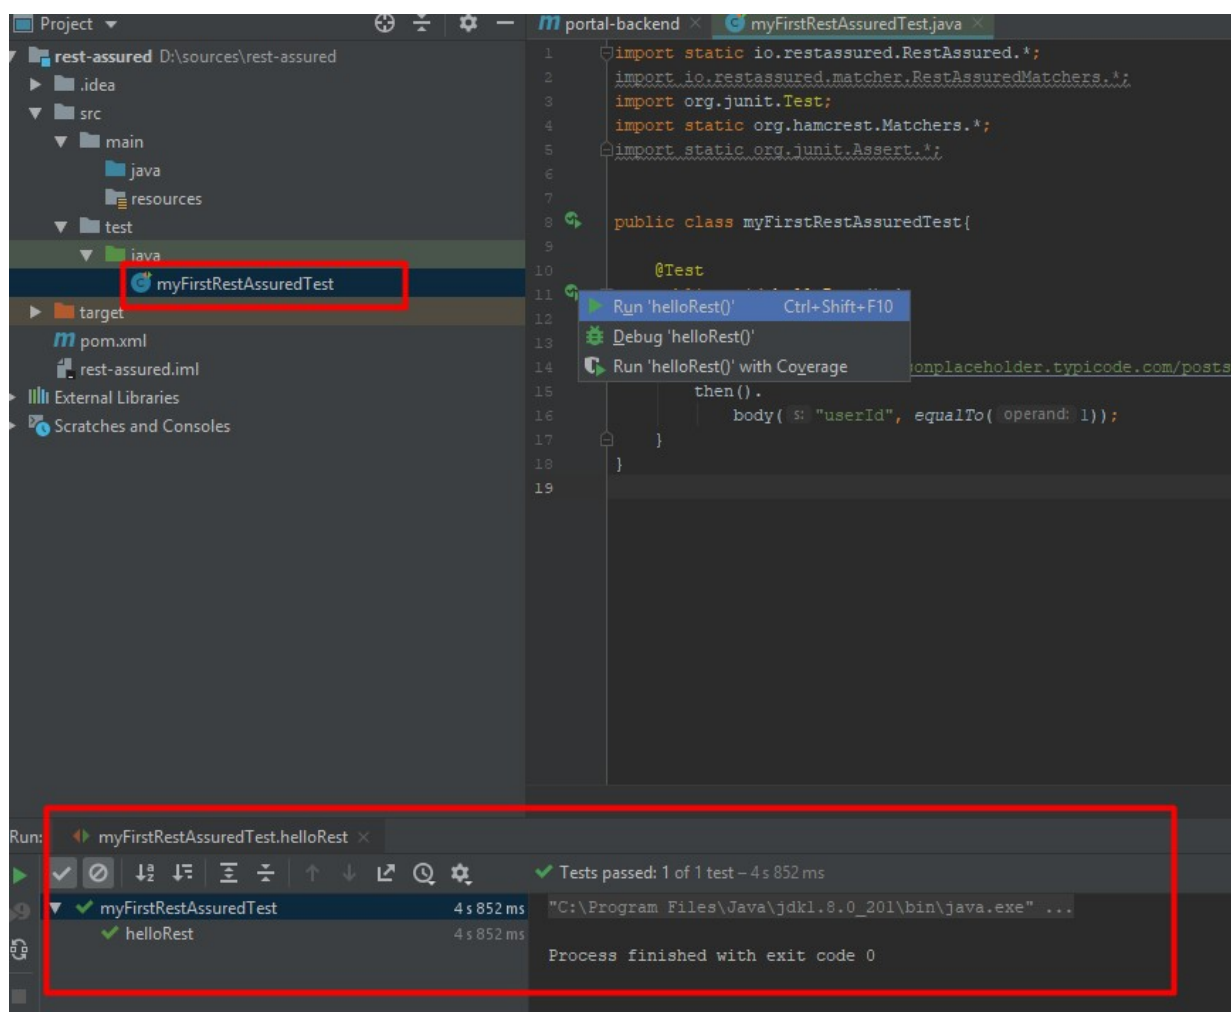 Project
rest-assured D:\sources\rest-assured
.idea
src
main
java
resources
test
java
myFirstRestAssuredTest
target
pom.xml
rest-assured.iml
External Libraries
Scratches and Consoles
portal-backend
myFirstRestAssuredTest.java
1 import static io.restassured.RestAssured.*;
2 import io.restassured.matcher.RestAssuredMatchers.*;
3 import org.junit.Test;
4 import static org.hamcrest.Matchers.*;
5 import static org.junit.Assert.*;
6
7
8 public class myFirstRestAssuredTest{
9
10 @Test
11
Run 'helloRest()' Ctrl+Shift+F10
12
Debug 'helloRest()'
13
14 onplaceholder.typicode.com/posts
Run 'helloRest()' with Coverage
15 then().
16 body( s: "userId", equalTo( operand: 1));
17 }
18 }
19
Run: myFirstRestAssuredTest.helloRest
Tests passed: 1 of 1 test – 4 s 852 ms
myFirstRestAssuredTest 4 s 852 ms
helloRest 4 s 852 ms
"C:\Program Files\Java\jdk1.8.0_201\bin\java.exe" ...
Process finished with exit code 0